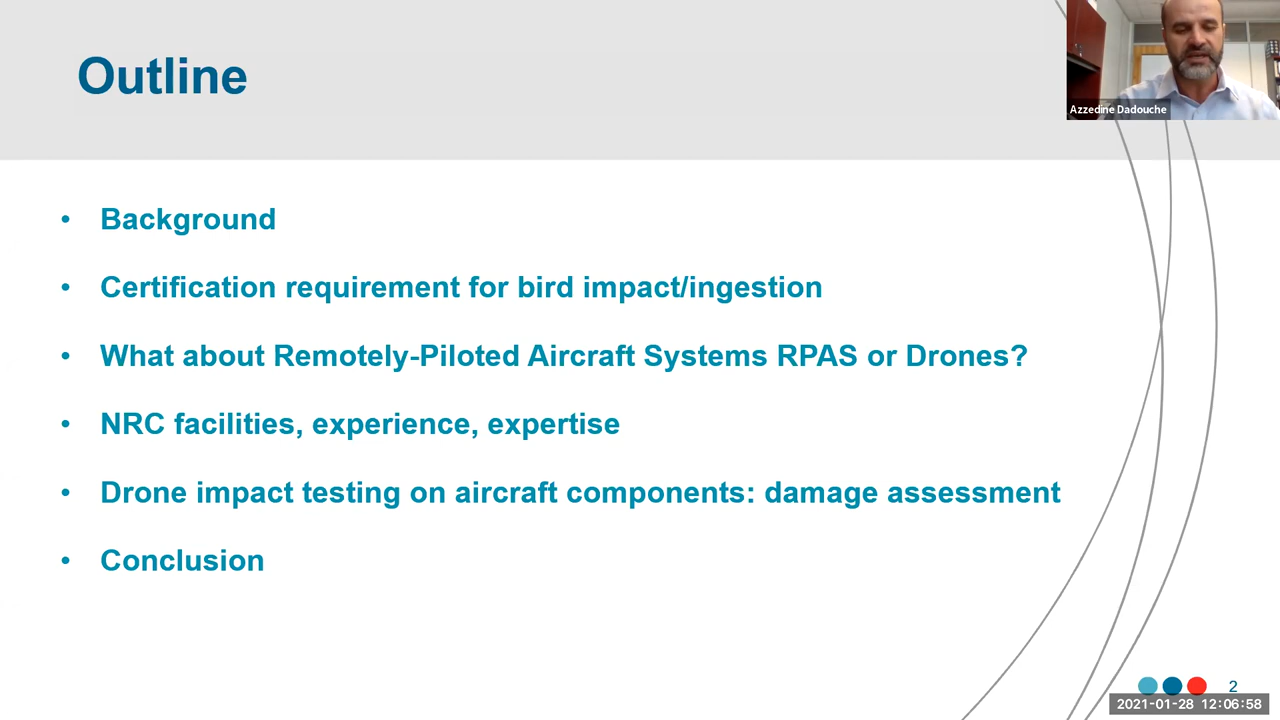 Outline
Azzedine Dadouche
• Background
• Certification requirement for bird impact/ingestion
• What about Remotely-Piloted Aircraft Systems RPAS or Drones?
• NRC facilities, experience, expertise
• Drone impact testing on aircraft components: damage assessment
• Conclusion
2
2021-01-28 12:06:58